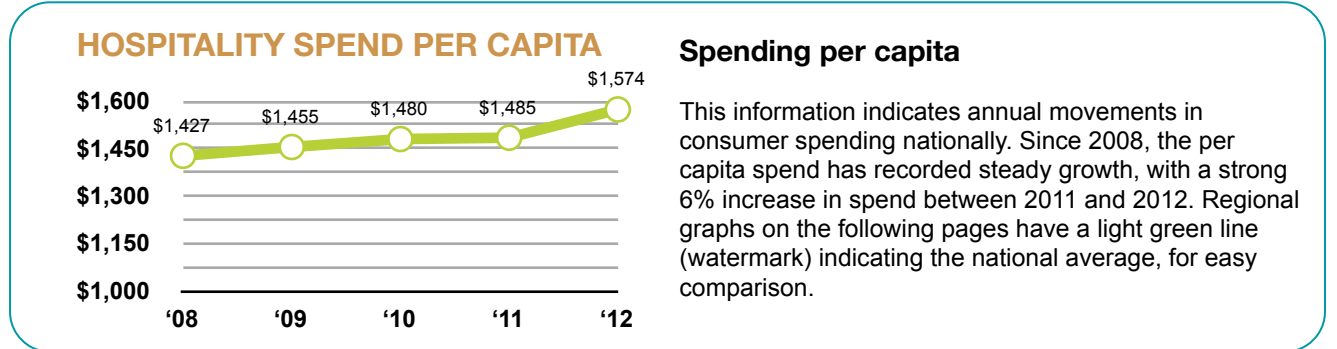 HOSPITALITY SPEND PER CAPITA
$1,600
$1,450
$1,300
$1,150
$1,000
$1,427
$1,455
$1,480
$1,485
$1,574
‘08
‘09
‘10
‘11
‘12
Spending per capita
This information indicates annual movements in
consumer spending nationally. Since 2008, the per
capita spend has recorded steady growth, with a strong
6% increase in spend between 2011 and 2012. Regional
graphs on the following pages have a light green line
(watermark) indicating the national average, for easy
comparison.